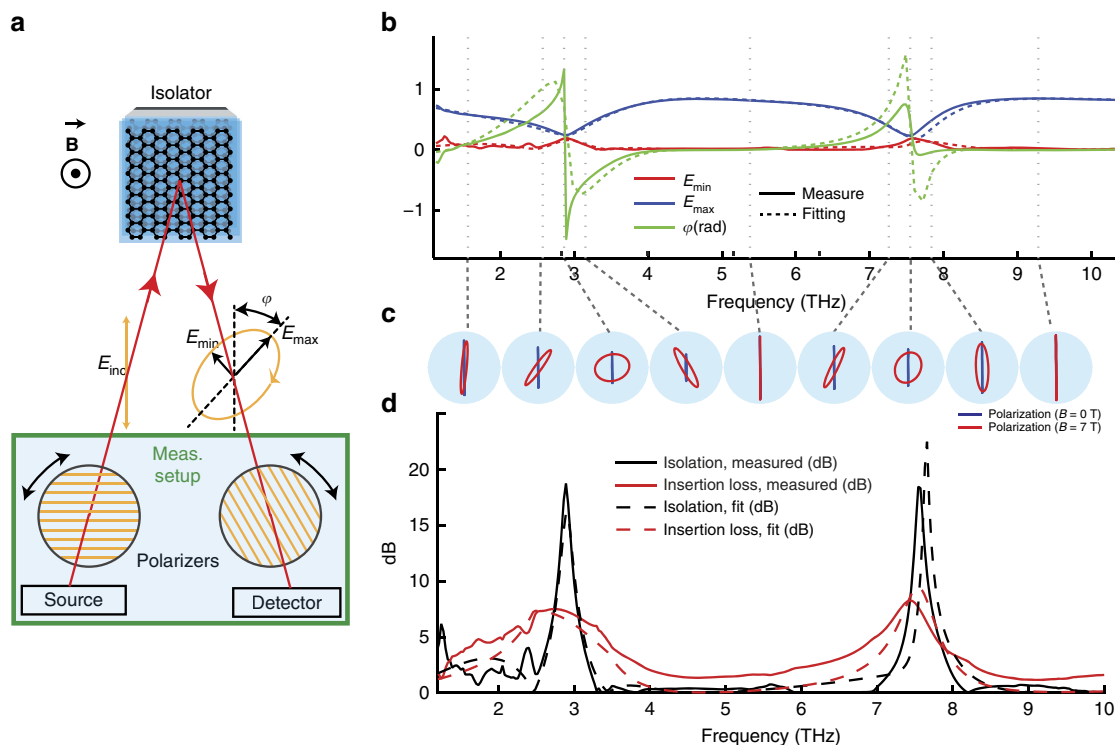 a
Isolator
B
φ
E_min
E_max
E_inc
Meas.
setup
Polarizers
Source
Detector
b
1
0
−1
E_min
E_max
φ(rad)
Measure
Fitting
2 3 4 5 6 7 8 9 10
Frequency (THz)
c
Polarization (B = 0 T)
Polarization (B = 7 T)
d
20
15
10
5
0
dB
Isolation, measured (dB)
Insertion loss, measured (dB)
Isolation, fit (dB)
Insertion loss, fit (dB)
2 3 4 5 6 7 8 9 10
Frequency (THz)